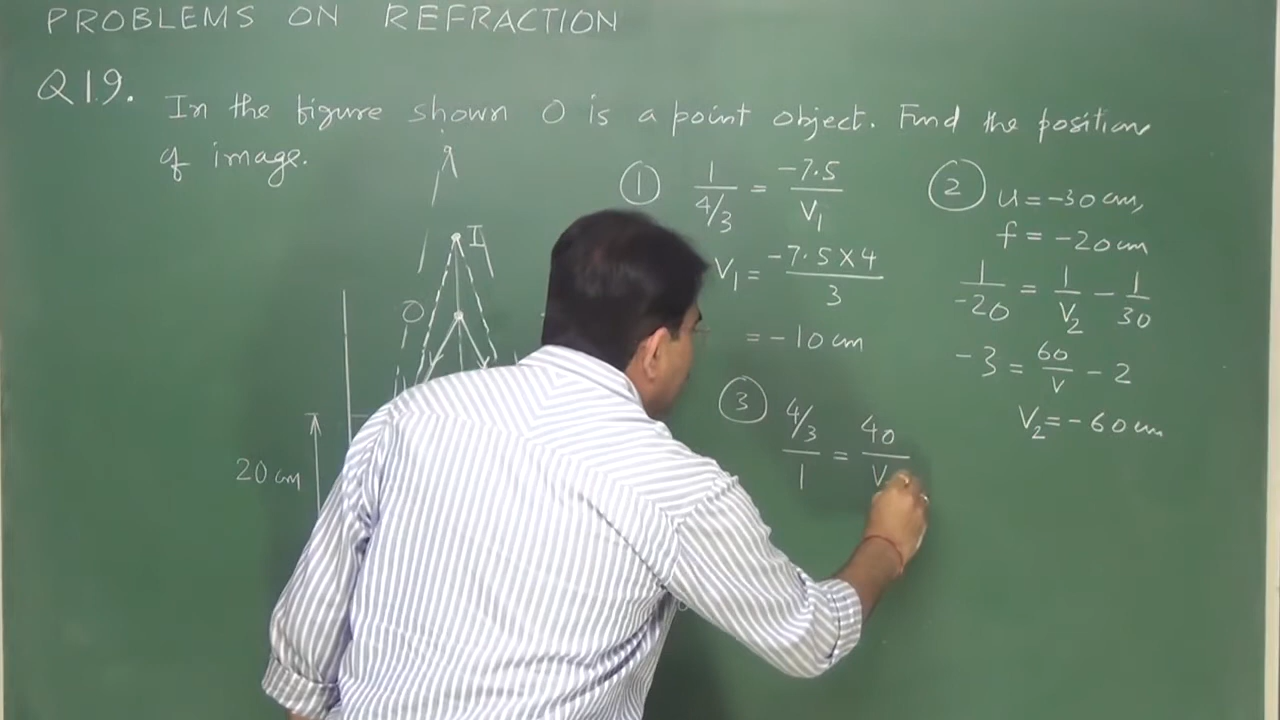 PROBLEMS ON REFRACTION
Q19.
In the figure shown O is a point object. Find the position
of image.
I
O
20 cm
① 1/(4/3) = -7.5/V₁
V₁ = (-7.5 × 4)/3
= -10 cm
② u = -30 cm,
f = -20 cm
1/-20 = 1/V₂ - 1/30
-3 = 60/V - 2
V₂ = -60 cm
③ (4/3)/1 = 40/V